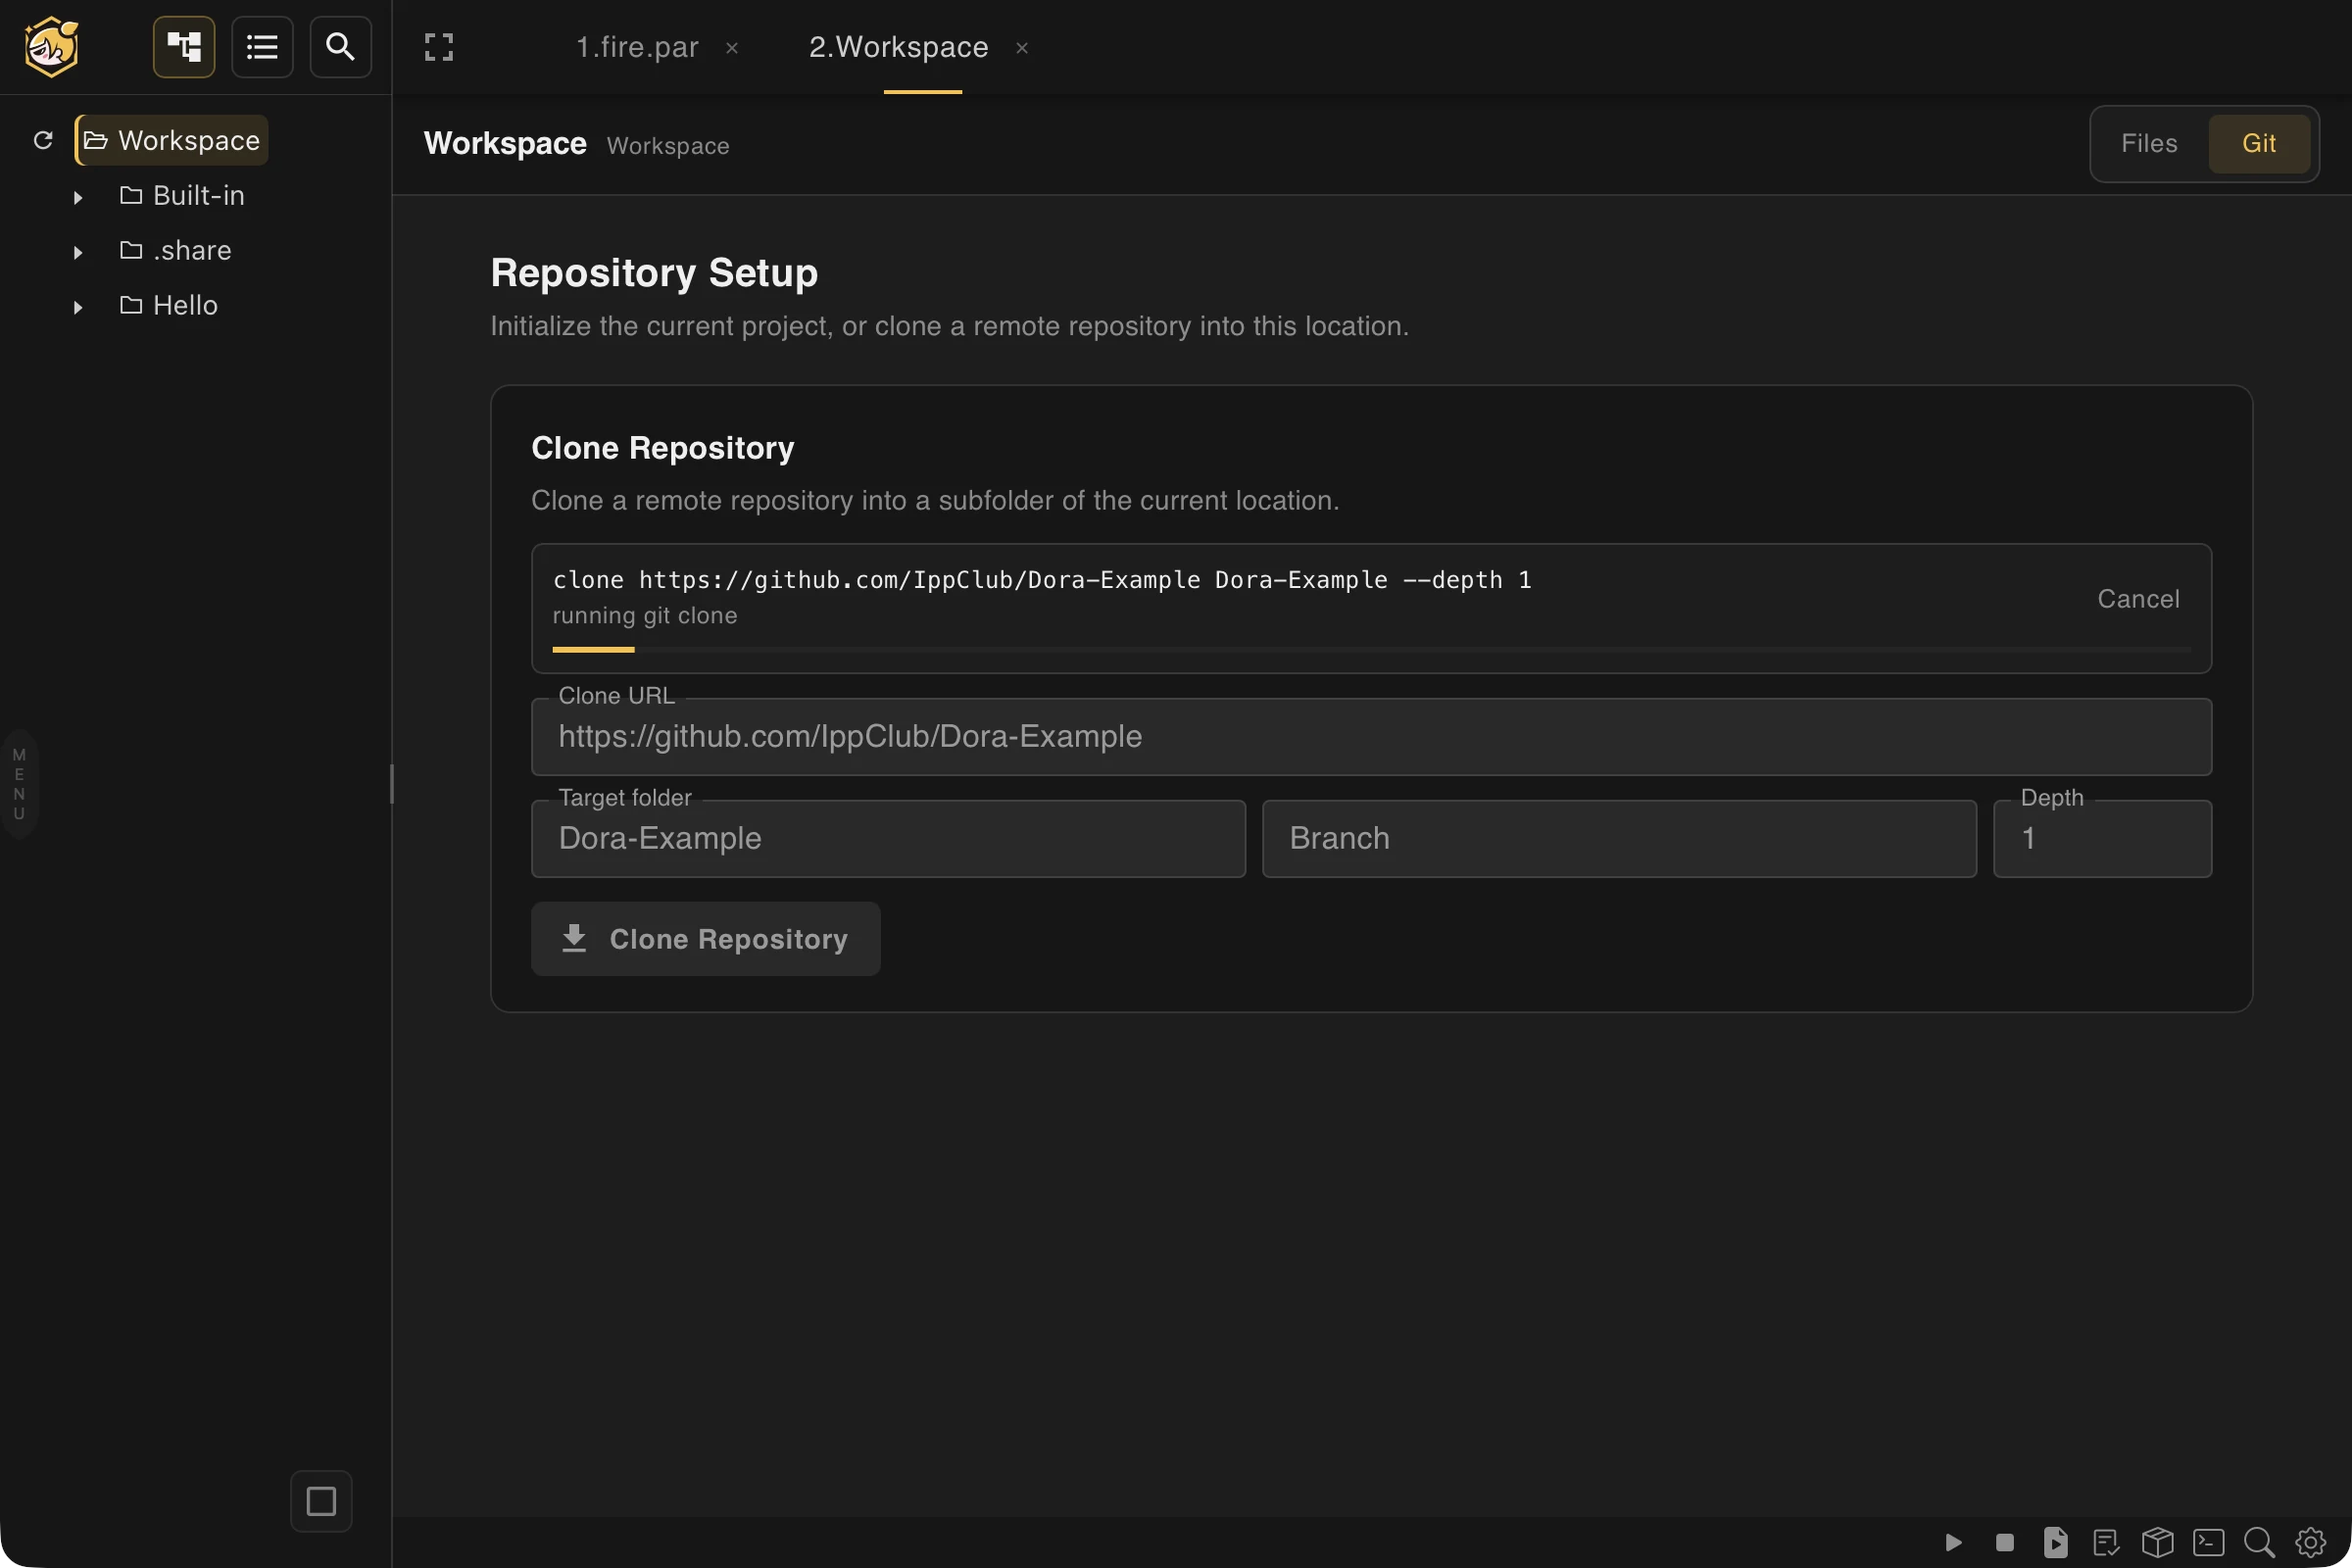 1.fire.par ×
2.Workspace ×
Workspace
Built-in
.share
Hello
MENU
Workspace Workspace
Files
Git
Repository Setup
Initialize the current project, or clone a remote repository into this location.
Clone Repository
Clone a remote repository into a subfolder of the current location.
clone https://github.com/IppClub/Dora-Example Dora-Example --depth 1
running git clone
Cancel
Clone URL
https://github.com/IppClub/Dora-Example
Target folder
Dora-Example
Branch
Depth
1
Clone Repository